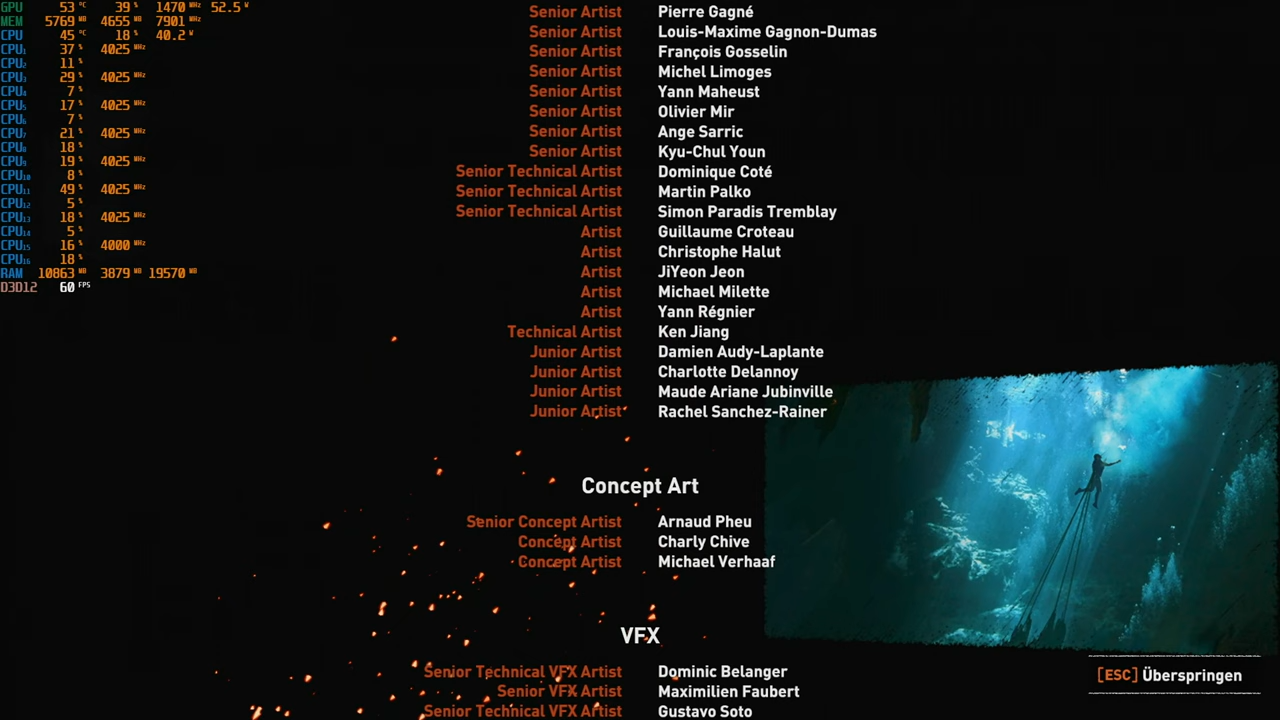 GPU 53 °C 39 % 1470 MHz 52.5 W
MEM 5769 MB 4655 MB 7901 MB
CPU 45 °C 18 % 40.2 W
CPU1 37 % 4025 MHz
CPU2 11 %
CPU3 29 % 4025 MHz
CPU4 7 %
CPU5 17 % 4025 MHz
CPU6 7 %
CPU7 21 % 4025 MHz
CPU8 18 %
CPU9 19 % 4025 MHz
CPU10 8 %
CPU11 49 % 4025 MHz
CPU12 5 %
CPU13 18 % 4025 MHz
CPU14 5 %
CPU15 16 % 4000 MHz
CPU16 18 %
RAM 10863 MB 3879 MB 19570 MB
D3D12 60 FPS
Senior Artist Pierre Gagné
Senior Artist Louis-Maxime Gagnon-Dumas
Senior Artist François Gosselin
Senior Artist Michel Limoges
Senior Artist Yann Maheust
Senior Artist Olivier Mir
Senior Artist Ange Sarric
Senior Artist Kyu-Chul Youn
Senior Technical Artist Dominique Coté
Senior Technical Artist Martin Palko
Senior Technical Artist Simon Paradis Tremblay
Artist Guillaume Croteau
Artist Christophe Halut
Artist JiYeon Jeon
Artist Michael Milette
Artist Yann Régnier
Technical Artist Ken Jiang
Junior Artist Damien Audy-Laplante
Junior Artist Charlotte Delannoy
Junior Artist Maude Ariane Jubinville
Junior Artist Rachel Sanchez-Rainer
Concept Art
Senior Concept Artist Arnaud Pheu
Concept Artist Charly Chive
Concept Artist Michael Verhaaf
VFX
Senior Technical VFX Artist Dominic Belanger
Senior VFX Artist Maximilien Faubert
Senior Technical VFX Artist Gustavo Soto
[ESC] Überspringen